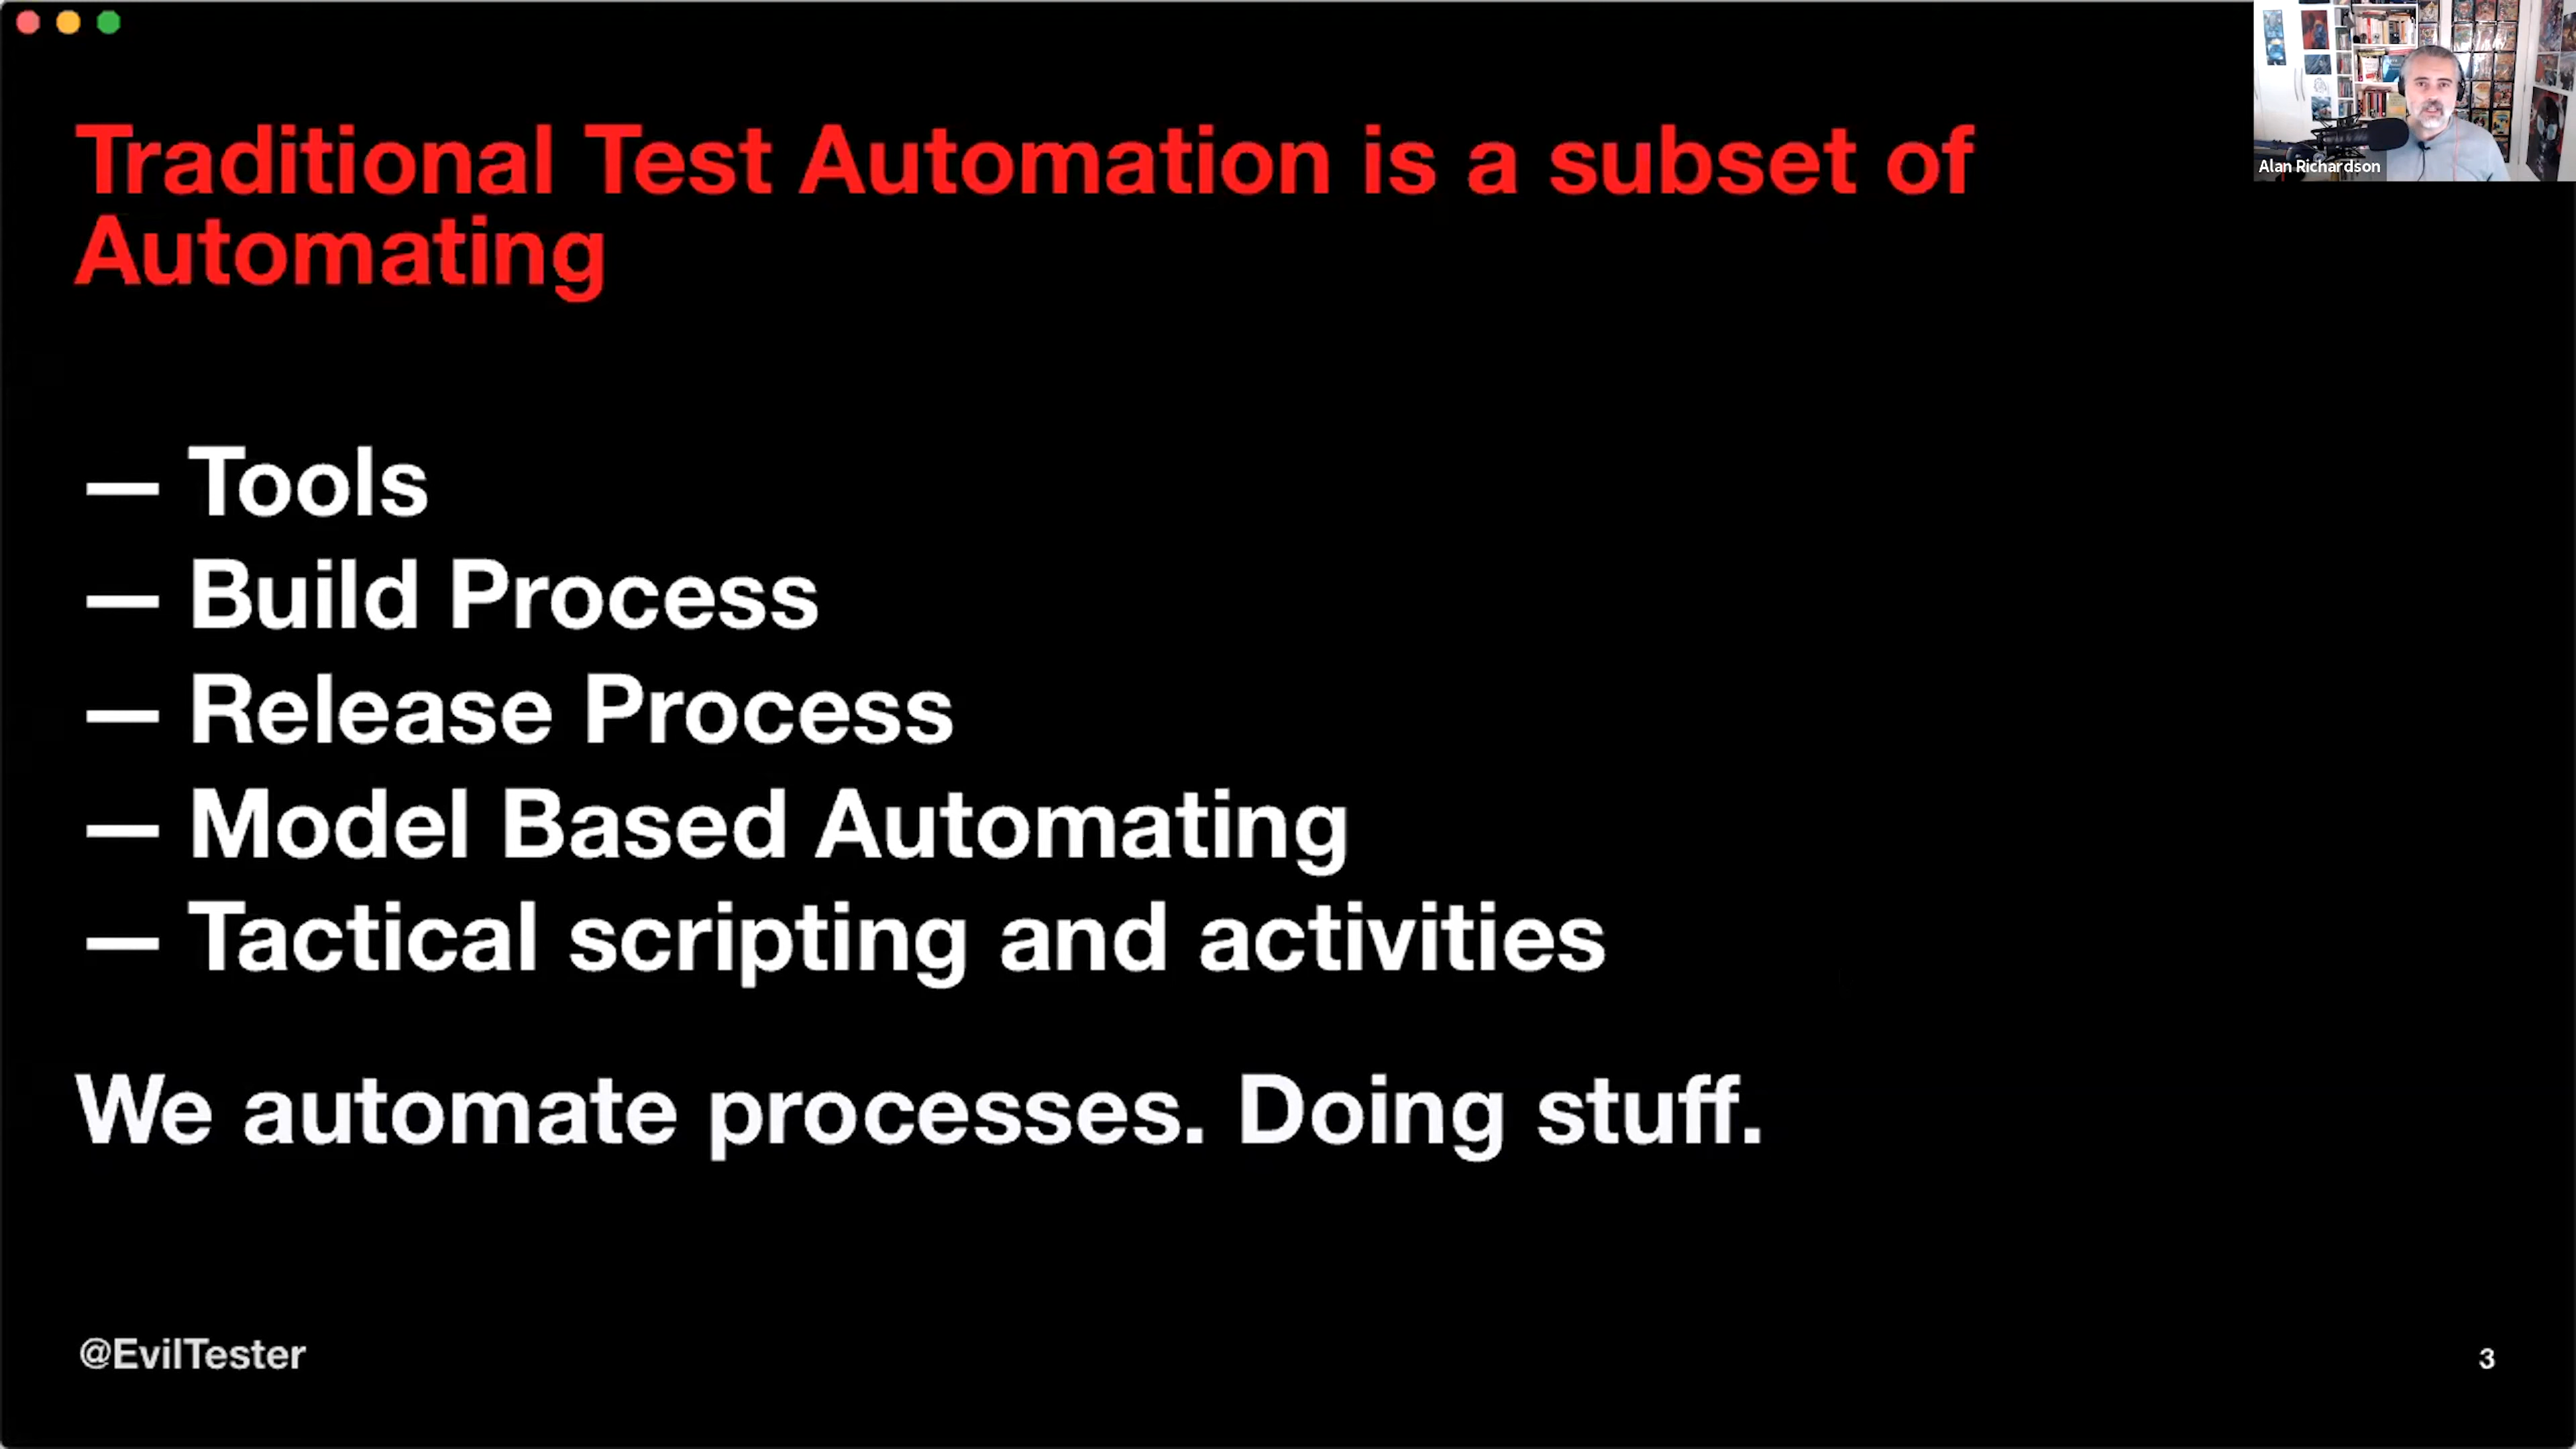 Alan Richardson
Traditional Test Automation is a subset of
Automating
— Tools
— Build Process
— Release Process
— Model Based Automating
— Tactical scripting and activities
We automate processes. Doing stuff.
@EvilTester
3